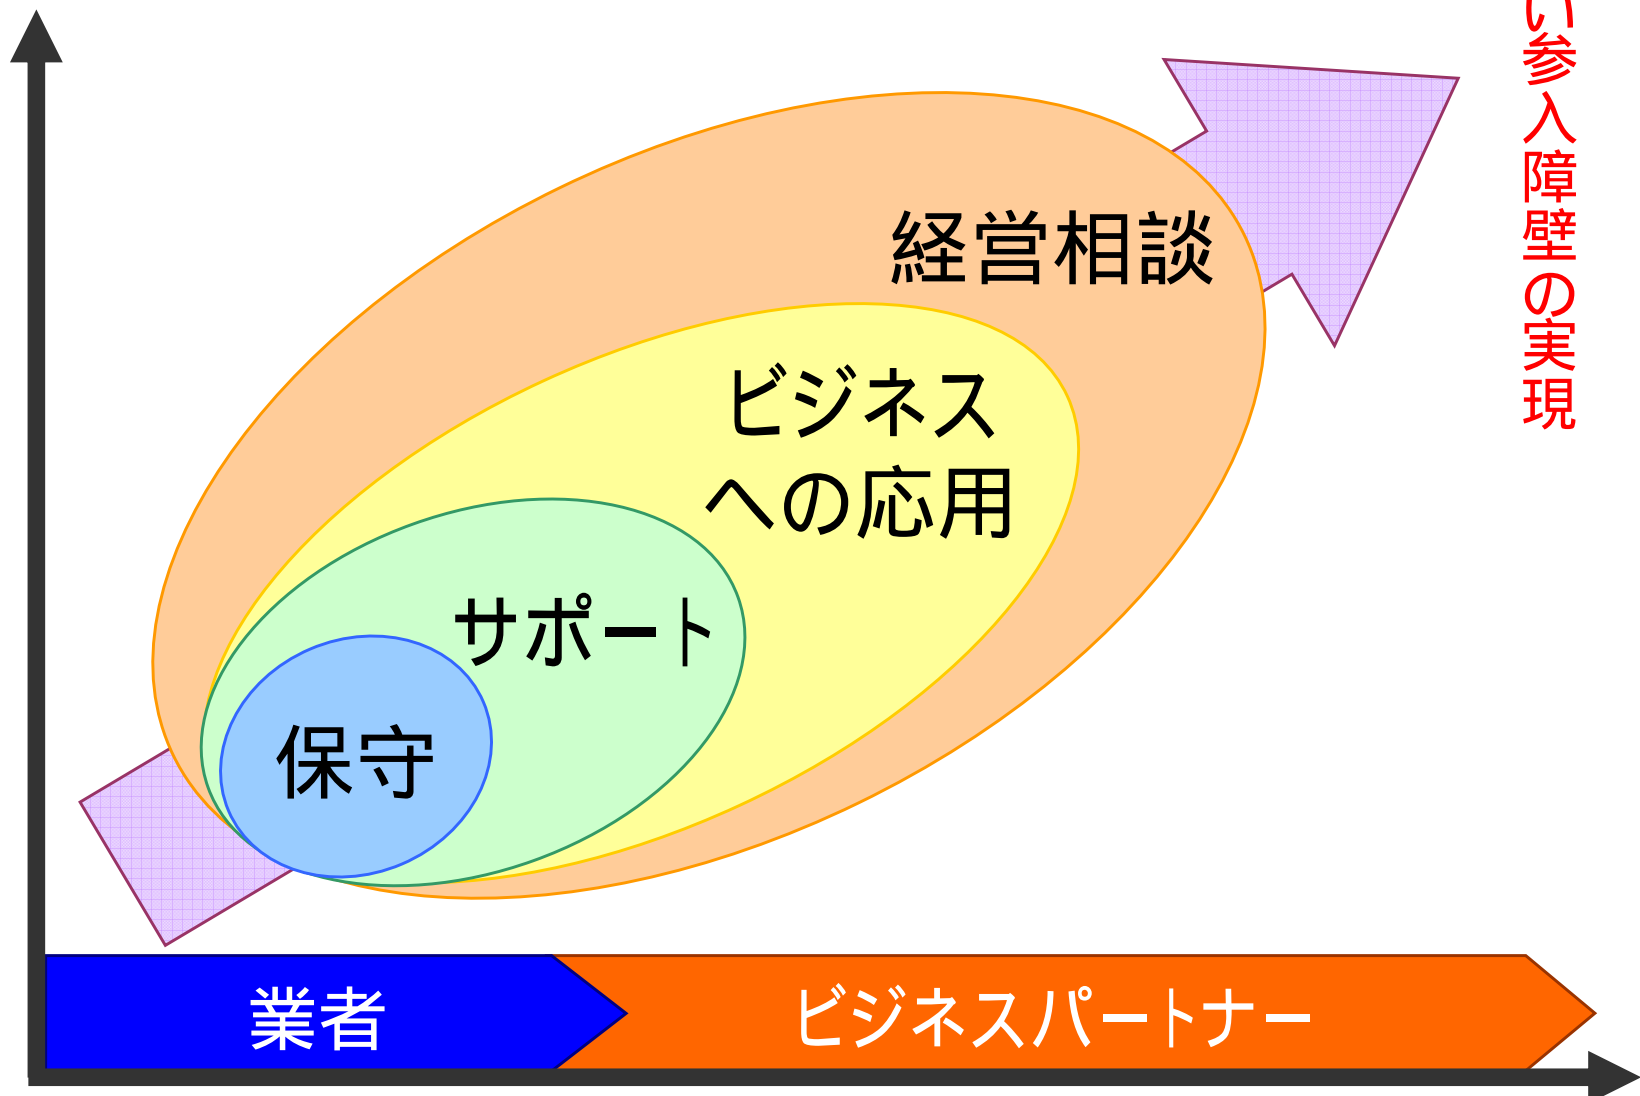 い参入障壁の実現
経営相談
ビジネス
への応用
サポート
保守
業者
ビジネスパートナー